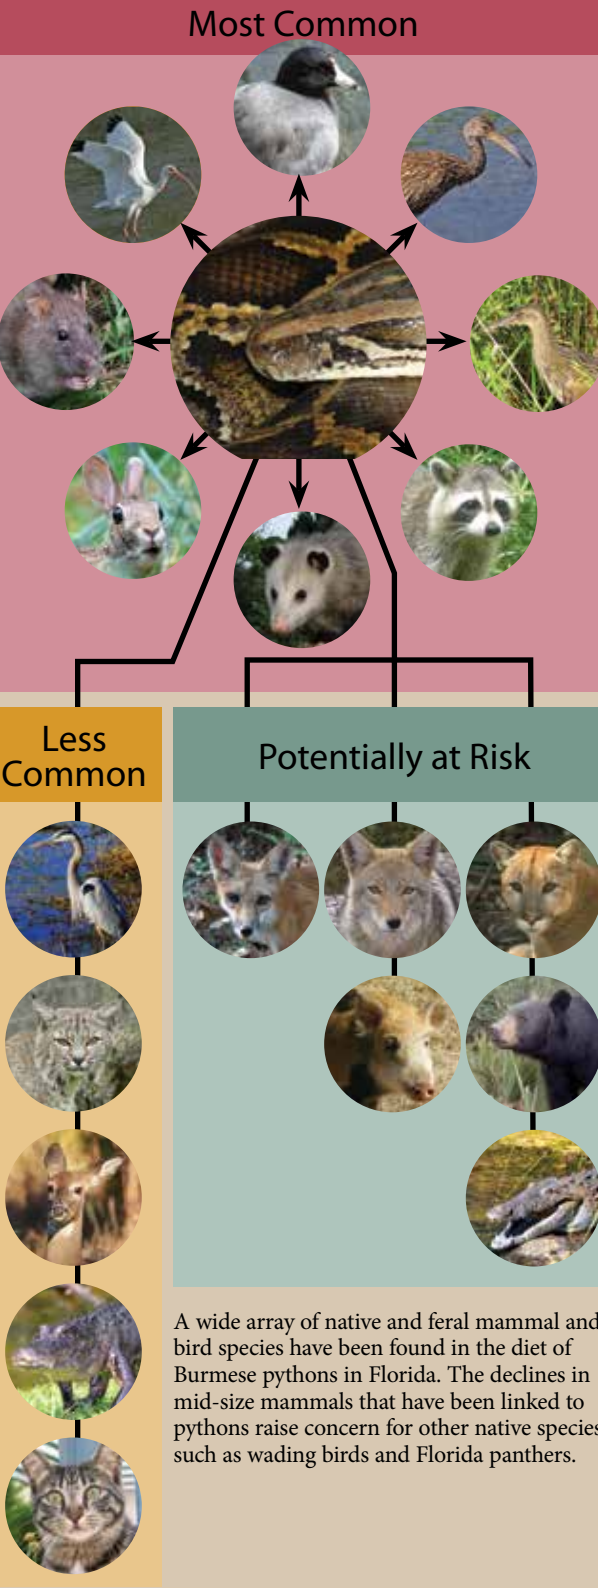 Most Common
Less
Common
Potentially at Risk
A wide array of native and feral mammal and
bird species have been found in the diet of
Burmese pythons in Florida. The declines in
mid-size mammals that have been linked to
pythons raise concern for other native species
such as wading birds and Florida panthers.